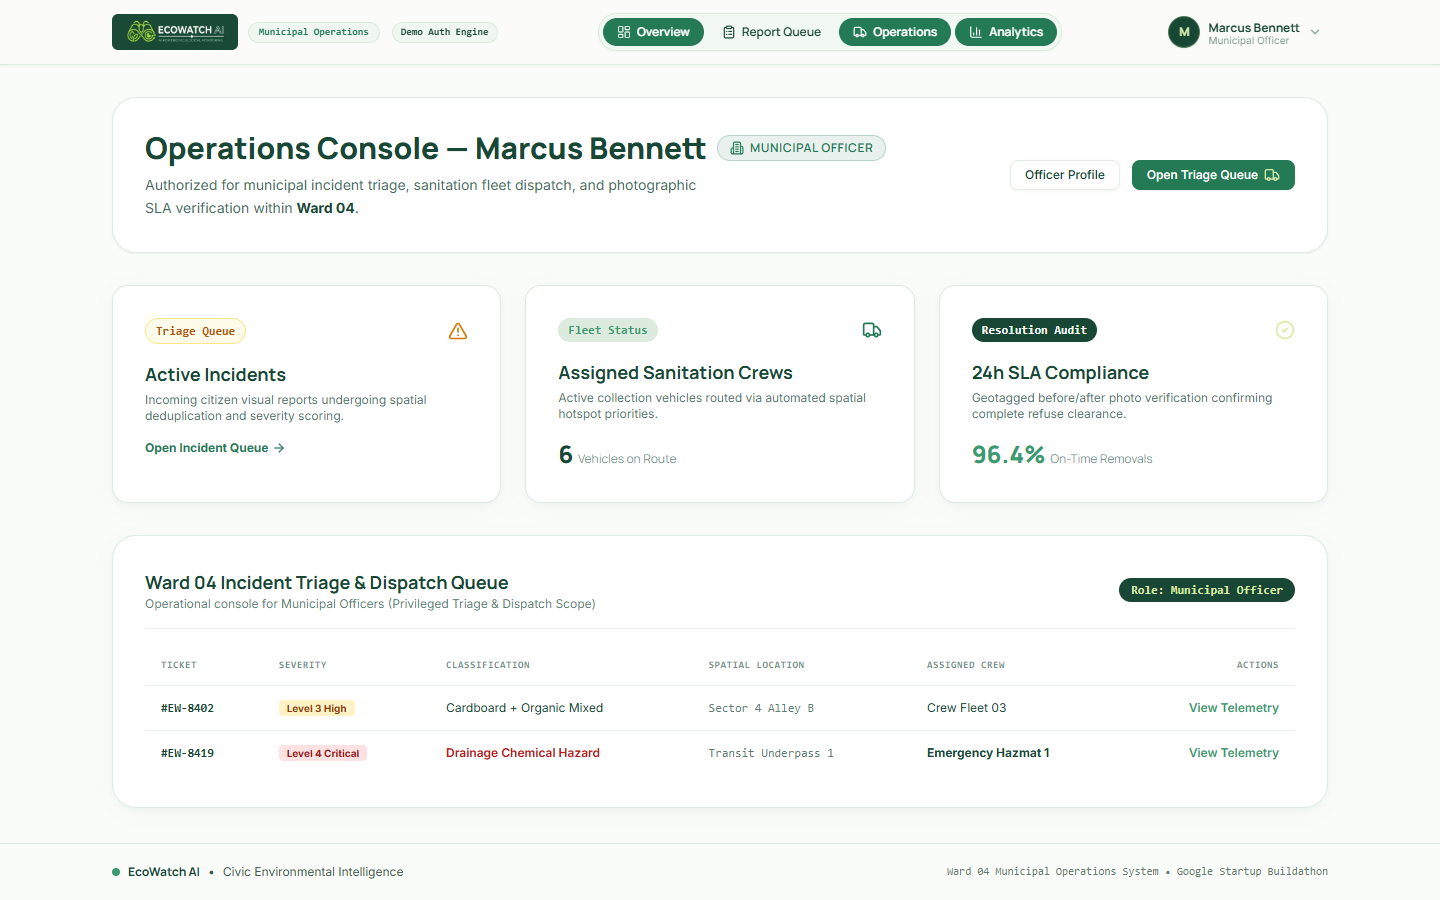 ECOWATCH AI
Municipal Operations
Demo Auth Engine
Overview
Report Queue
Operations
Analytics
M
Marcus Bennett
Municipal Officer
Operations Console — Marcus Bennett
MUNICIPAL OFFICER
Authorized for municipal incident triage, sanitation fleet dispatch, and photographic
SLA verification within Ward 04.
Officer Profile
Open Triage Queue
Triage Queue
Active Incidents
Incoming citizen visual reports undergoing spatial
deduplication and severity scoring.
Open Incident Queue →
Fleet Status
Assigned Sanitation Crews
Active collection vehicles routed via automated spatial
hotspot priorities.
6 Vehicles on Route
Resolution Audit
24h SLA Compliance
Geotagged before/after photo verification confirming
complete refuse clearance.
96.4% On-Time Removals
Ward 04 Incident Triage & Dispatch Queue
Operational console for Municipal Officers (Privileged Triage & Dispatch Scope)
Role: Municipal Officer
TICKET SEVERITY CLASSIFICATION SPATIAL LOCATION ASSIGNED CREW ACTIONS
#EW-8402 Level 3 High Cardboard + Organic Mixed Sector 4 Alley B Crew Fleet 03 View Telemetry
#EW-8419 Level 4 Critical Drainage Chemical Hazard Transit Underpass 1 Emergency Hazmat 1 View Telemetry
EcoWatch AI • Civic Environmental Intelligence
Ward 04 Municipal Operations System • Google Startup Buildathon